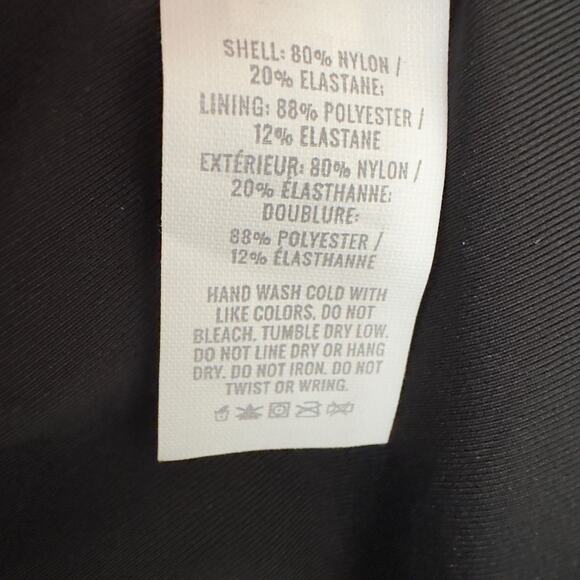 SHELL: 80% NYLON /
20% ELASTANE;
LINING: 88% POLYESTER /
12% ELASTANE
EXTÉRIEUR: 80% NYLON /
20% ÉLASTHANNE;
DOUBLURE:
88% POLYESTER /
12% ÉLASTHANNE
HAND WASH COLD WITH
LIKE COLORS. DO NOT
BLEACH. TUMBLE DRY LOW.
DO NOT LINE DRY OR HANG
DRY. DO NOT IRON. DO NOT
TWIST OR WRING.